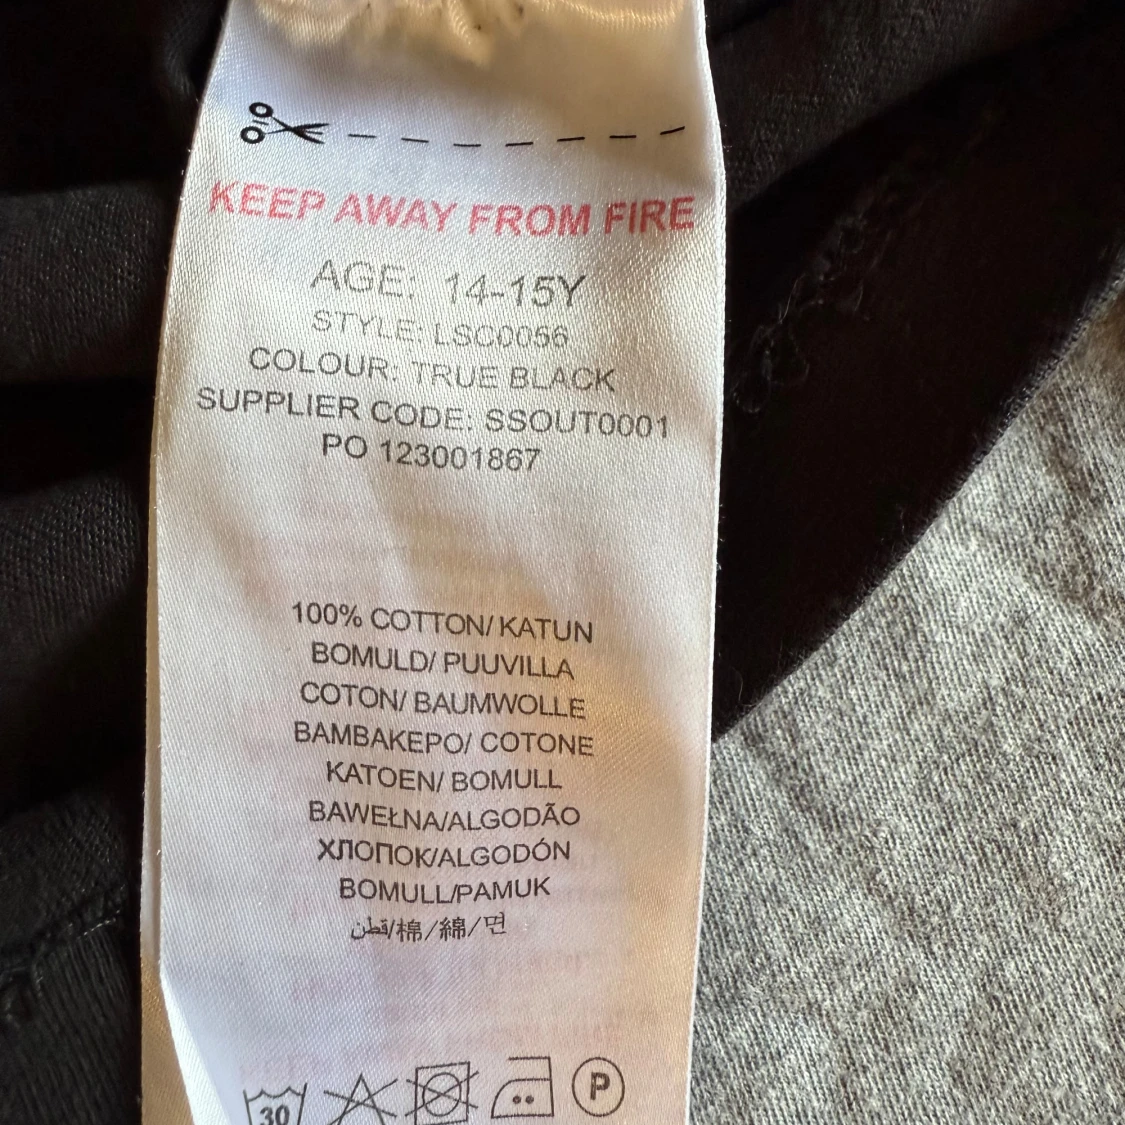 KEEP AWAY FROM FIRE
AGE: 14-15Y
STYLE: LSC0056
COLOUR: TRUE BLACK
SUPPLIER CODE: SSOUT0001
PO 123001867
100% COTTON/ KATUN
BOMULD/ PUUVILLA
COTON/ BAUMWOLLE
BAMBAKEPO/ COTONE
KATOEN/ BOMULL
BAWEŁNA/ALGODÃO
ХЛОПОК/ALGODÓN
BOMULL/PAMUK
قطن/棉/綿/면
30 P